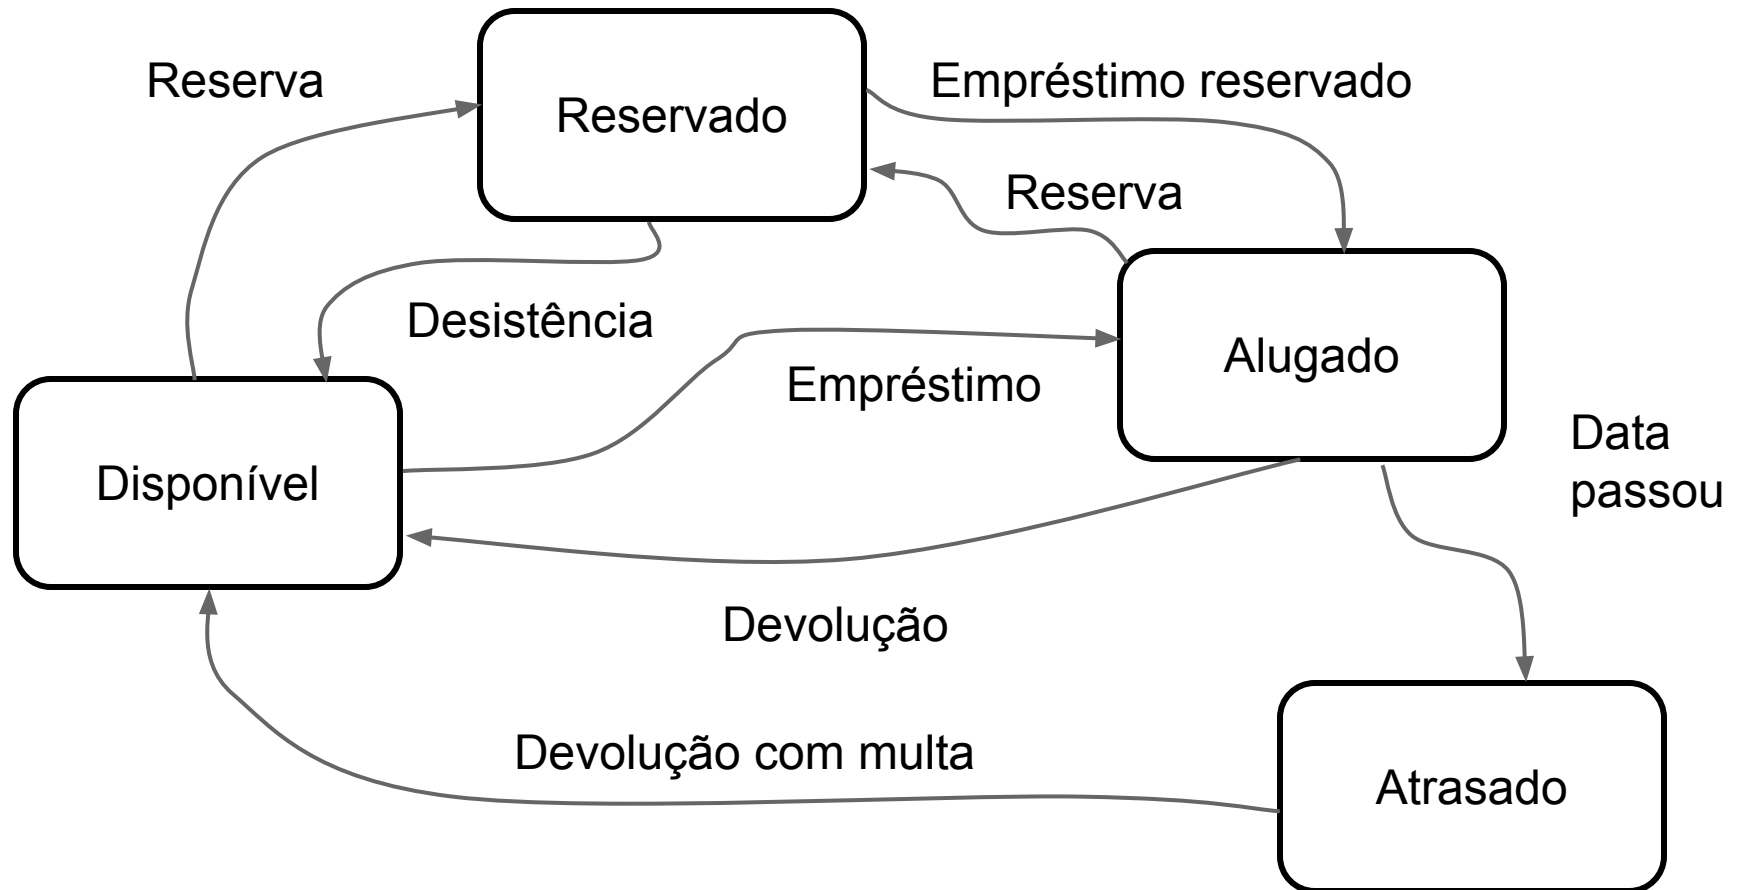 Reserva
Reservado
Empréstimo reservado
Reserva
Desistência
Empréstimo
Alugado
Data
passou
Disponível
Devolução
Devolução com multa
Atrasado